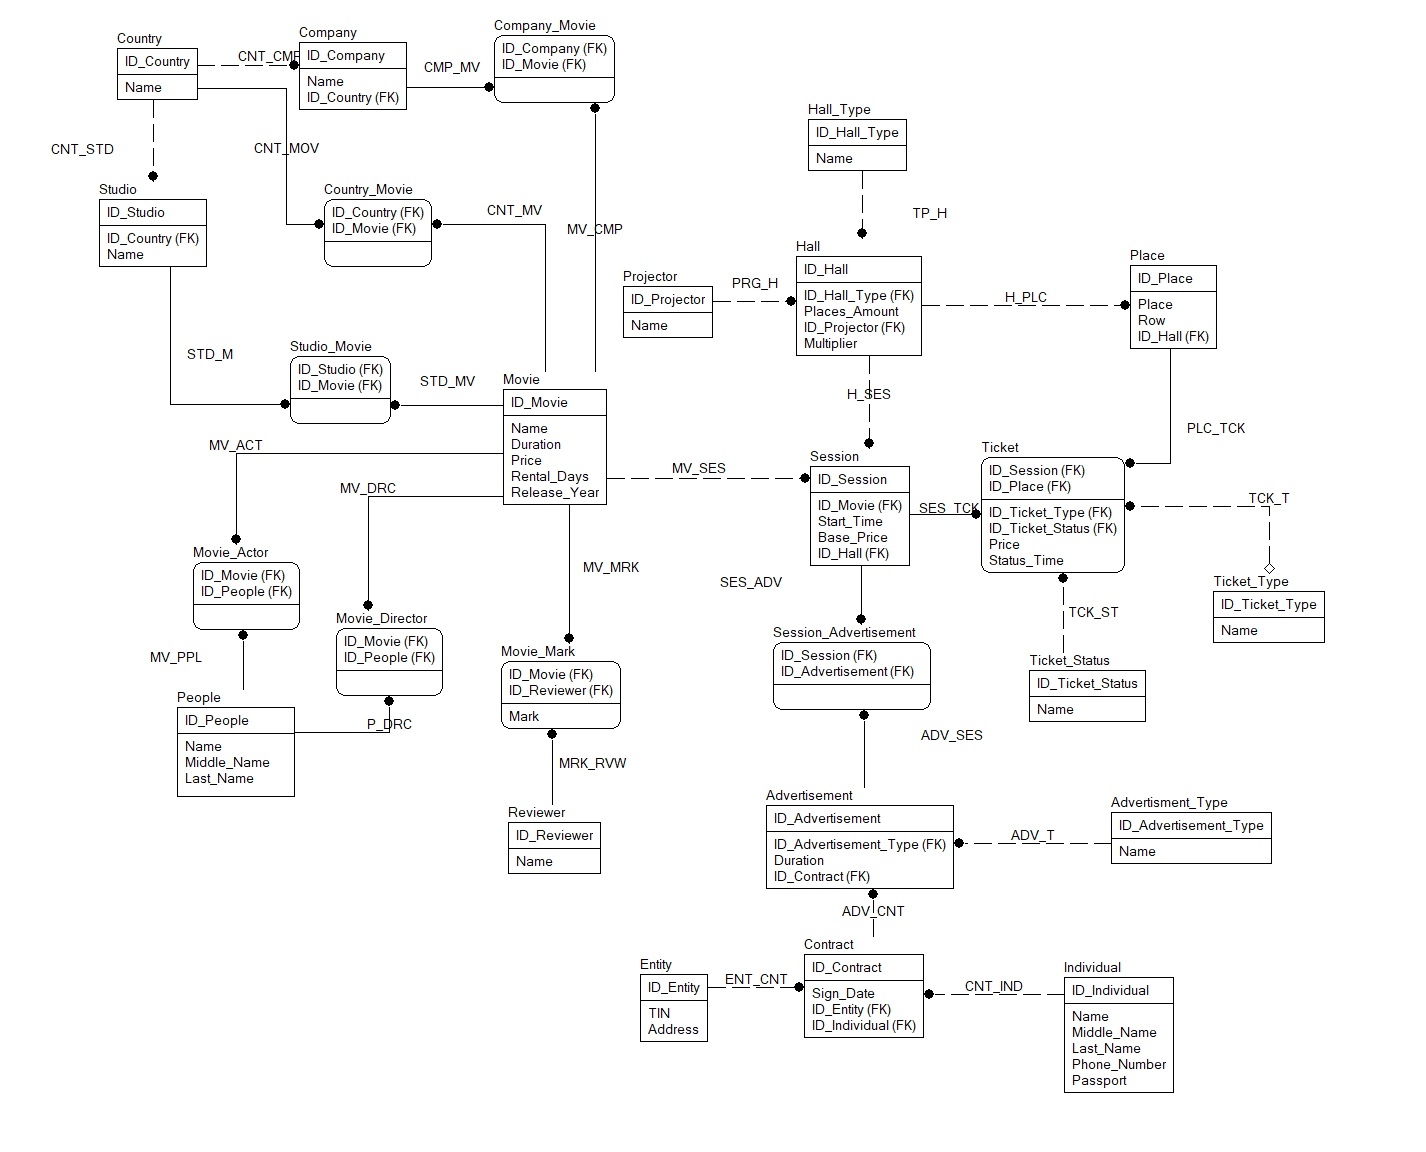 Country
ID_Country
Name
CNT_CMP
Company
ID_Company
Name
ID_Country (FK)
CMP_MV
Company_Movie
ID_Company (FK)
ID_Movie (FK)
CNT_STD
CNT_MOV
Studio
ID_Studio
ID_Country (FK)
Name
Country_Movie
ID_Country (FK)
ID_Movie (FK)
CNT_MV
MV_CMP
Hall_Type
ID_Hall_Type
Name
TP_H
Hall
ID_Hall
ID_Hall_Type (FK)
Places_Amount
ID_Projector (FK)
Multiplier
Projector
ID_Projector
Name
PRG_H
H_PLC
Place
ID_Place
Place
Row
ID_Hall (FK)
STD_M
Studio_Movie
ID_Studio (FK)
ID_Movie (FK)
STD_MV
Movie
ID_Movie
Name
Duration
Price
Rental_Days
Release_Year
H_SES
PLC_TCK
MV_ACT
MV_DRC
MV_SES
Session
ID_Session
ID_Movie (FK)
Start_Time
Base_Price
ID_Hall (FK)
SES_TCK
Ticket
ID_Session (FK)
ID_Place (FK)
ID_Ticket_Type (FK)
ID_Ticket_Status (FK)
Price
Status_Time
TCK_T
Ticket_Type
ID_Ticket_Type
Name
TCK_ST
Ticket_Status
ID_Ticket_Status
Name
Movie_Actor
ID_Movie (FK)
ID_People (FK)
MV_PPL
Movie_Director
ID_Movie (FK)
ID_People (FK)
P_DRC
People
ID_People
Name
Middle_Name
Last_Name
MV_MRK
Movie_Mark
ID_Movie (FK)
ID_Reviewer (FK)
Mark
MRK_RVW
Reviewer
ID_Reviewer
Name
SES_ADV
Session_Advertisement
ID_Session (FK)
ID_Advertisement (FK)
ADV_SES
Advertisement
ID_Advertisement
ID_Advertisement_Type (FK)
Duration
ID_Contract (FK)
ADV_T
Advertisment_Type
ID_Advertisement_Type
Name
ADV_CNT
Contract
ID_Contract
Sign_Date
ID_Entity (FK)
ID_Individual (FK)
Entity
ID_Entity
TIN
Address
ENT_CNT
CNT_IND
Individual
ID_Individual
Name
Middle_Name
Last_Name
Phone_Number
Passport